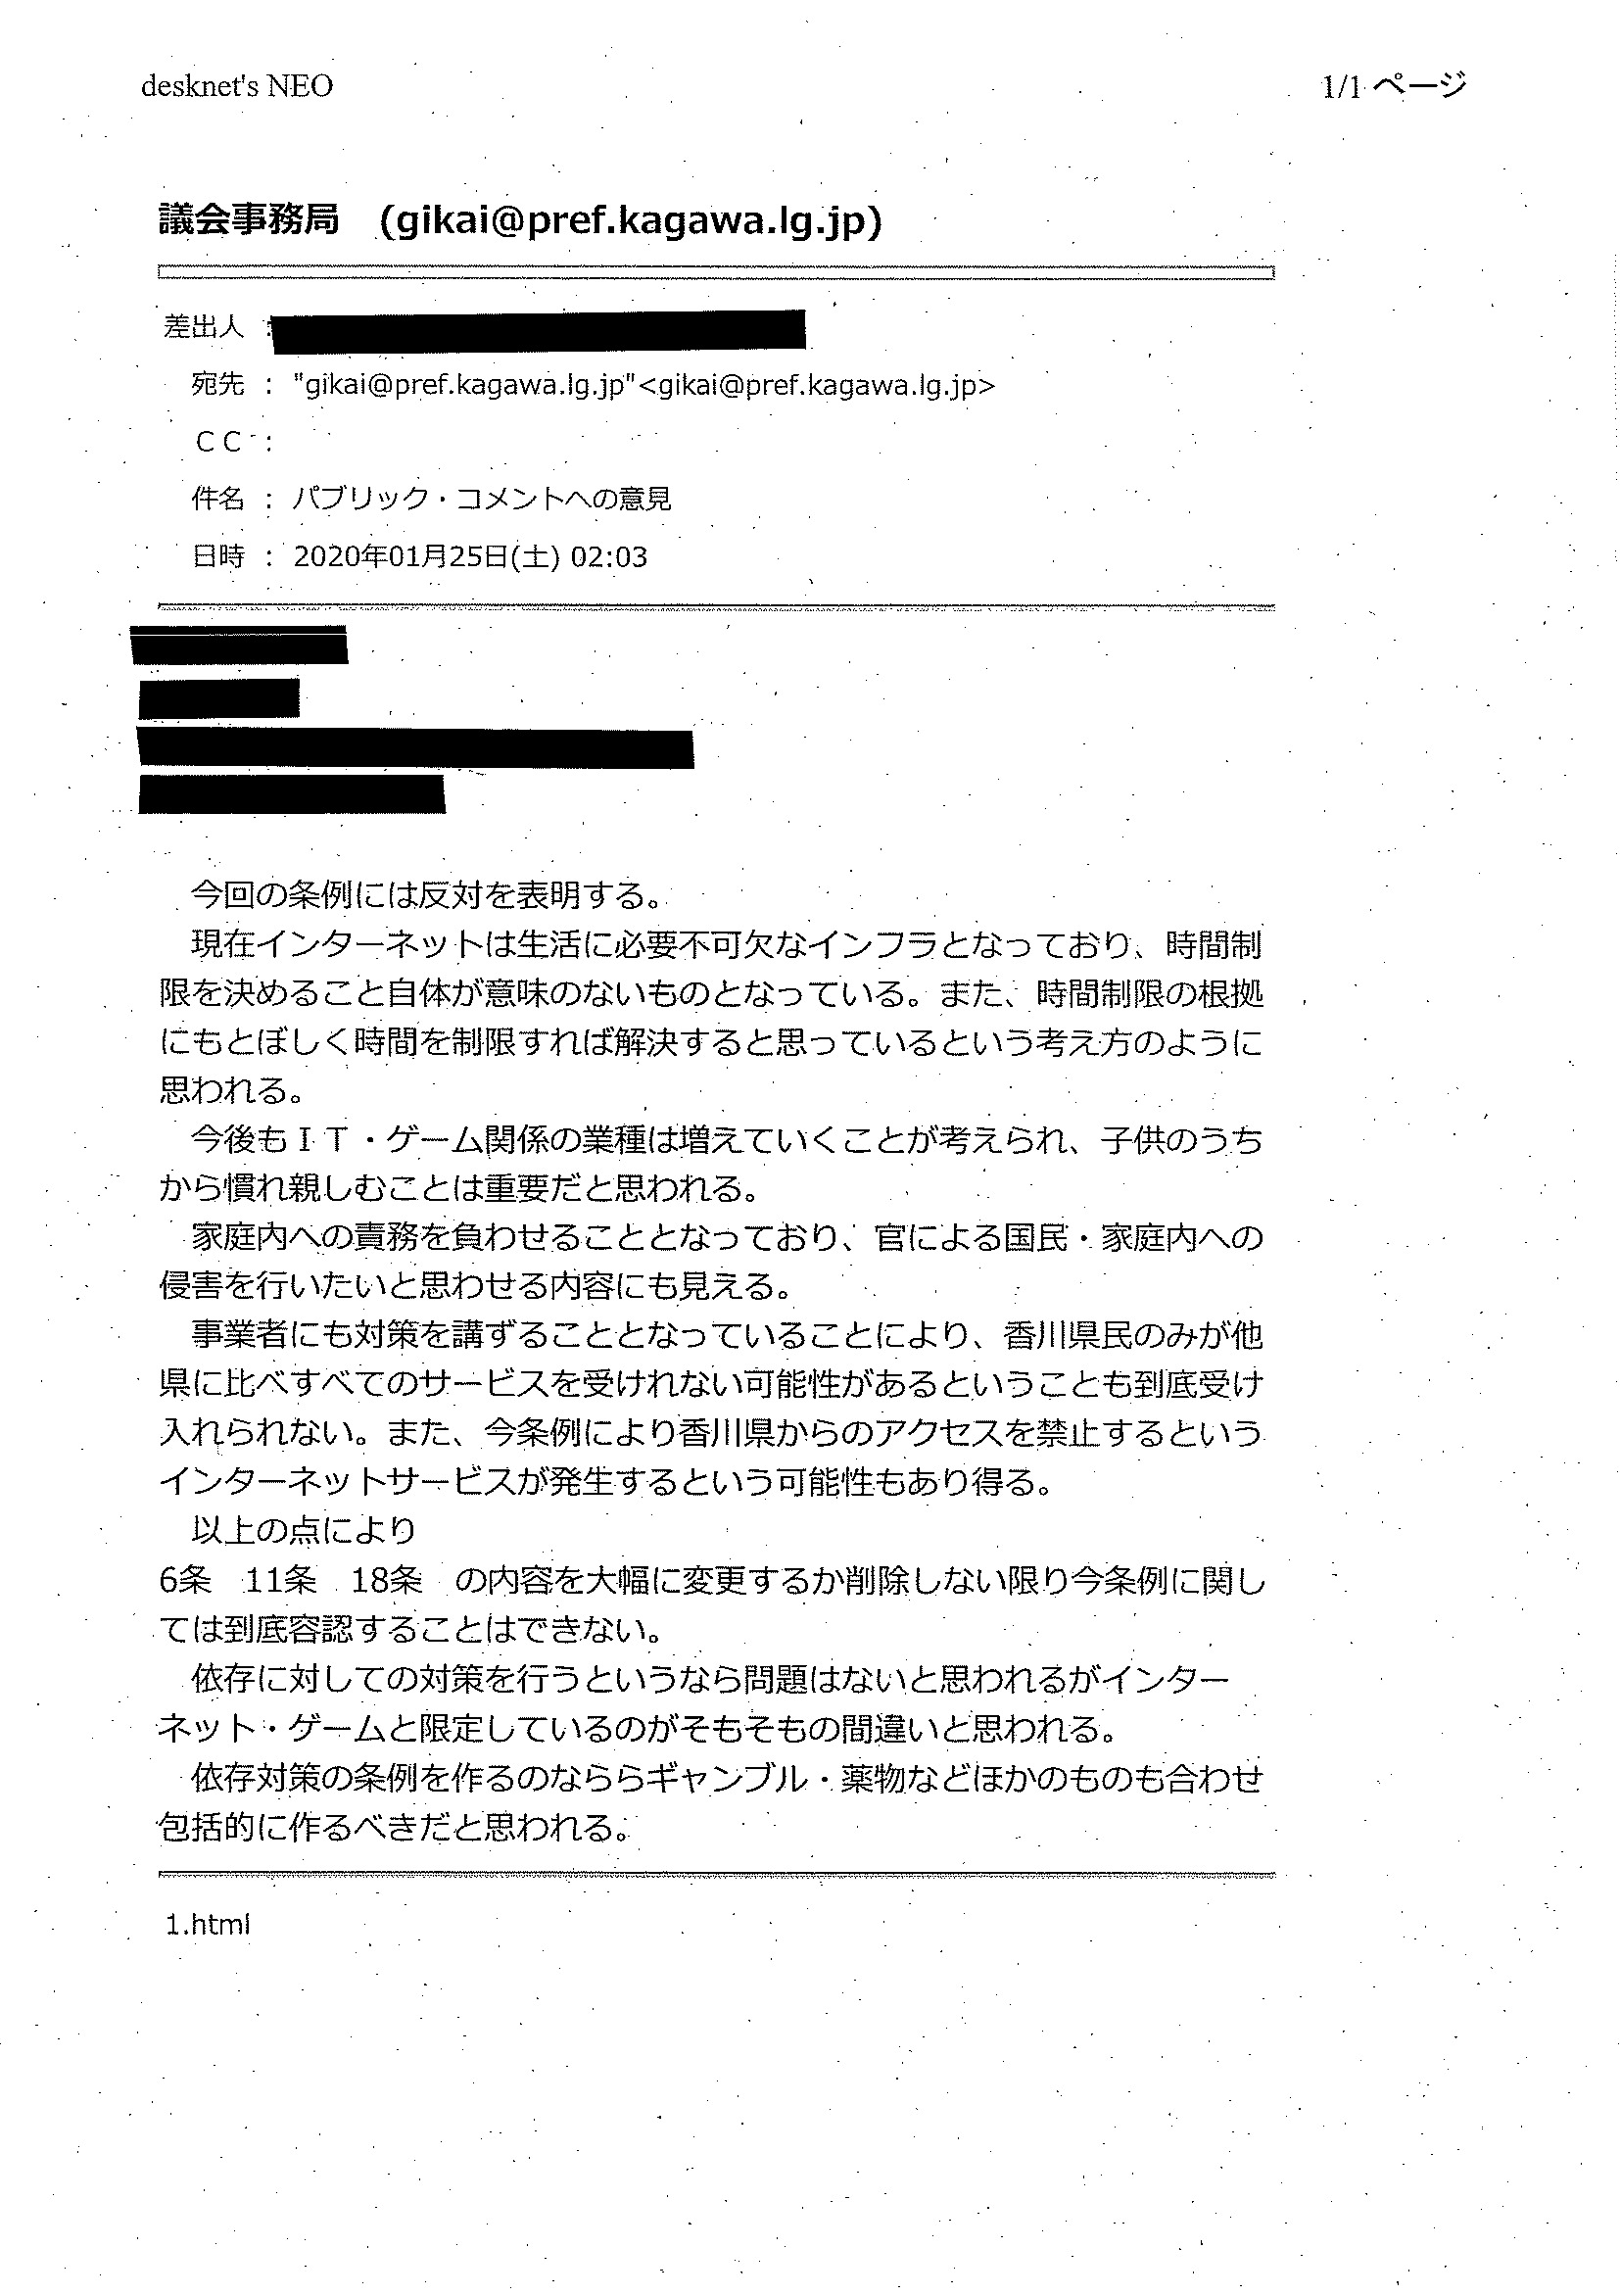 desknet's NEO
1/1 ページ
議会事務局 (gikai@pref.kagawa.lg.jp)
差出人 :
宛先 : "gikai@pref.kagawa.lg.jp"<gikai@pref.kagawa.lg.jp>
CC :
件名 : パブリック・コメントへの意見
日時 : 2020年01月25日(土) 02:03
今回の条例には反対を表明する。
現在インターネットは生活に必要不可欠なインフラとなっており、時間制
限を決めること自体が意味のないものとなっている。また、時間制限の根拠
にもとぼしく時間を制限すれば解決すると思っているという考え方のように
思われる。
今後もIT・ゲーム関係の業種は増えていくことが考えられ、子供のうち
から慣れ親しむことは重要だと思われる。
家庭内への責務を負わせることとなっており、官による国民・家庭内への
侵害を行いたいと思わせる内容にも見える。
事業者にも対策を講ずることとなっていることにより、香川県民のみが他
県に比べすべてのサービスを受けれない可能性があるということも到底受け
入れられない。また、今条例により香川県からのアクセスを禁止するという
インターネットサービスが発生するという可能性もあり得る。
以上の点により
6条 11条 18条 の内容を大幅に変更するか削除しない限り今条例に関し
ては到底容認することはできない。
依存に対しての対策を行うというなら問題はないと思われるがインター
ネット・ゲームと限定しているのがそもそもの間違いと思われる。
依存対策の条例を作るのなららギャンブル・薬物などほかのものも合わせ
包括的に作るべきだと思われる。
1.html